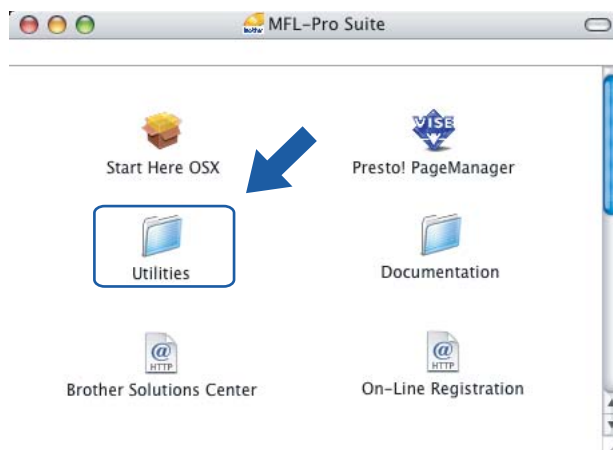 MFL-Pro Suite
Start Here OSX
Presto! PageManager
Utilities
Documentation
Brother Solutions Center
On-Line Registration
VISE
@
HTTP
@
HTTP